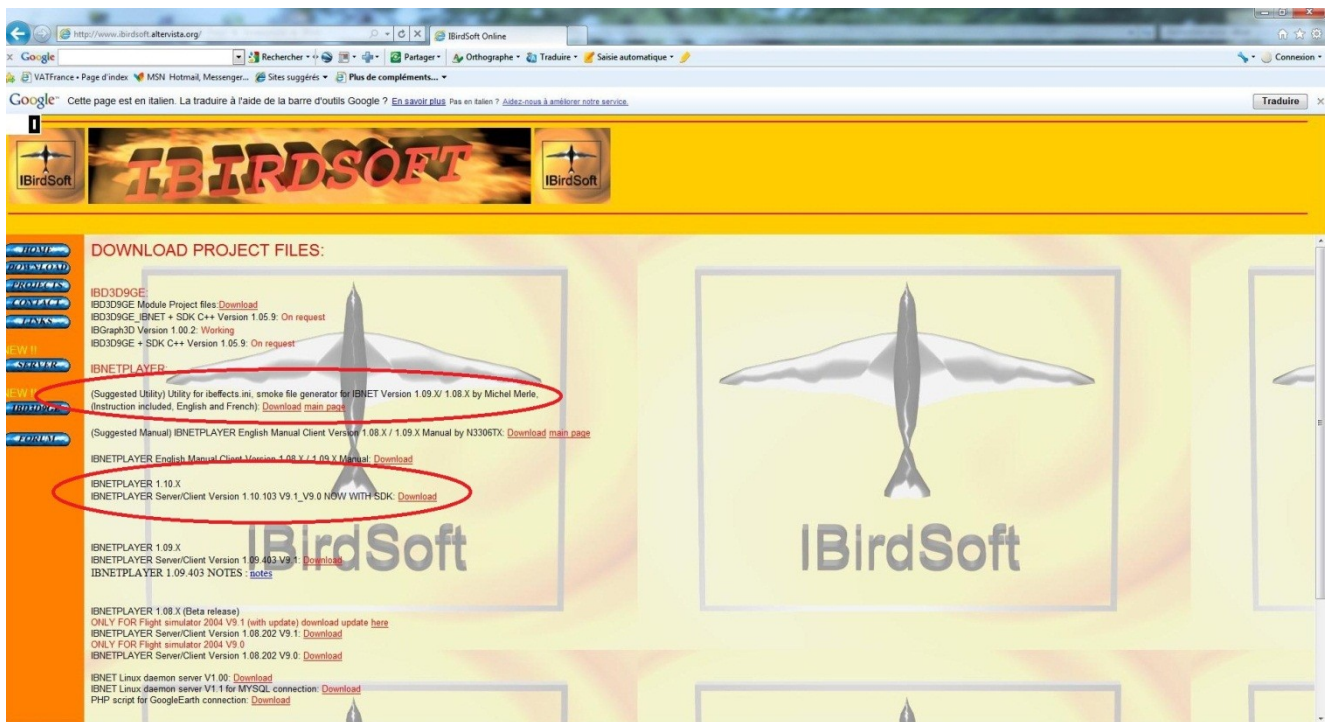 http://www.ibirdsoft.altervista.org/
IBirdSoft Online
x Google Rechercher Partager Orthographe Traduire Saisie automatique Connexion
VATFrance • Page d'index MSN Hotmail, Messenger... Sites suggérés Plus de compléments...
Google Cette page est en italien. La traduire à l'aide de la barre d'outils Google ? En savoir plus Pas en italien ? Aidez-nous à améliorer notre service. Traduire
IBirdSoft
IBIRDSOFT
IBirdSoft
HOME
DOWNLOAD
PROJECTS
CONTACT
LINKS
NEW !!
SERVER
NEW !!
IBD3D9GE
FORUM
DOWNLOAD PROJECT FILES:
IBD3D9GE:
IBD3D9GE Module Project files:Download
IBD3D9GE_IBNET + SDK C++ Version 1.05.9: On request
IBGraph3D Version 1.00.2: Working
IBD3D9GE + SDK C++ Version 1.05.9: On request
IBNETPLAYER:
(Suggested Utility) Utility for ibeffects.ini, smoke file generator for IBNET Version 1.09.X/ 1.08.X by Michel Merle,
(Instruction included, English and French): Download main page
(Suggested Manual) IBNETPLAYER English Manual Client Version 1.08.X / 1.09.X Manual by N3306TX: Download main page
IBNETPLAYER English Manual Client Version 1.08.X / 1.09.X Manual: Download
IBNETPLAYER 1.10.X
IBNETPLAYER Server/Client Version 1.10.103 V9.1_V9.0 NOW WITH SDK: Download
IBNETPLAYER 1.09.X
IBNETPLAYER Server/Client Version 1.09.403 V9.1: Download
IBNETPLAYER 1.09.403 NOTES : notes
IBNETPLAYER 1.08.X (Beta release)
ONLY FOR Flight simulator 2004 V9.1 (with update) download update here
IBNETPLAYER Server/Client Version 1.08.202 V9.1: Download
ONLY FOR Flight simulator 2004 V9.0
IBNETPLAYER Server/Client Version 1.08.202 V9.0: Download
IBNET Linux daemon server V1.00: Download
IBNET Linux daemon server V1.1 for MYSQL connection: Download
PHP script for GoogleEarth connection: Download
IBirdSoft
IBirdSoft